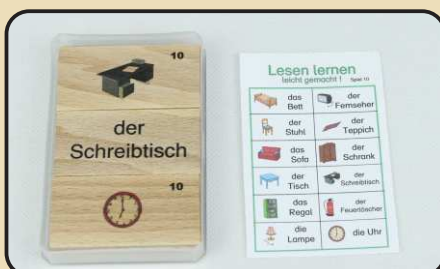 10
der
Schreibtisch
10
Lesen lernen
leicht gemacht! Spiel 10
das
Bett
der
Fernseher
der
Stuhl
der
Teppich
das
Sofa
der
Schrank
der
Tisch
der
Schreibtisch
das
Regal
der
Feuerlöscher
die
Lampe
die Uhr